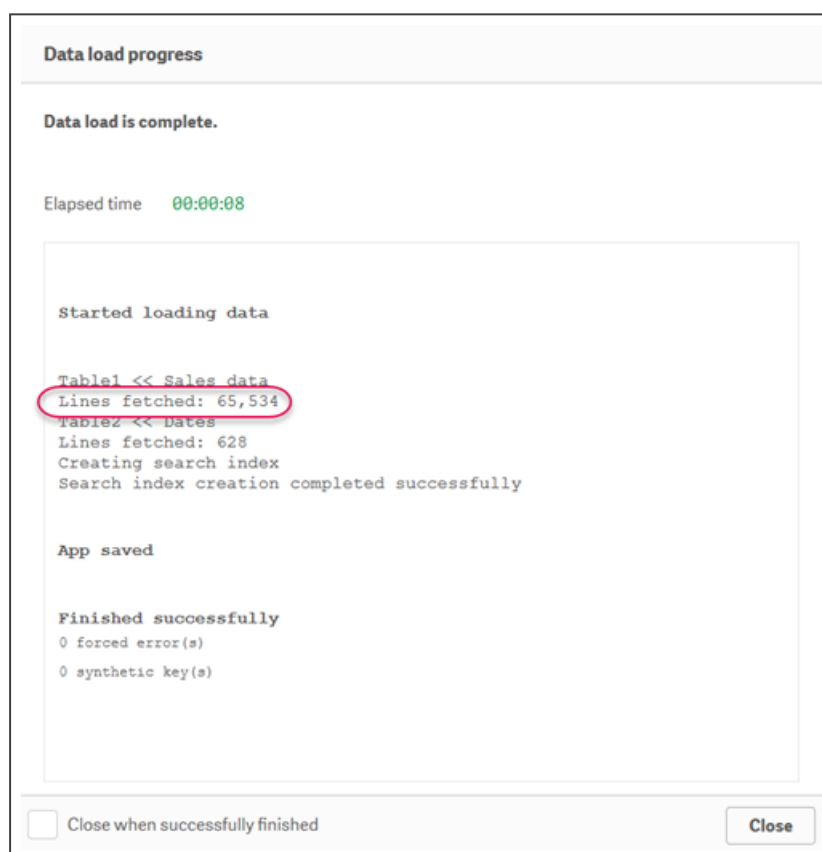 Data load progress
Data load is complete.
Elapsed time 00:00:08
Started loading data
Table1 << Sales data
Lines fetched: 65,534
Table2 << Dates
Lines fetched: 628
Creating search index
Search index creation completed successfully
App saved
Finished successfully
0 forced error(s)
0 synthetic key(s)
Close when successfully finished
Close